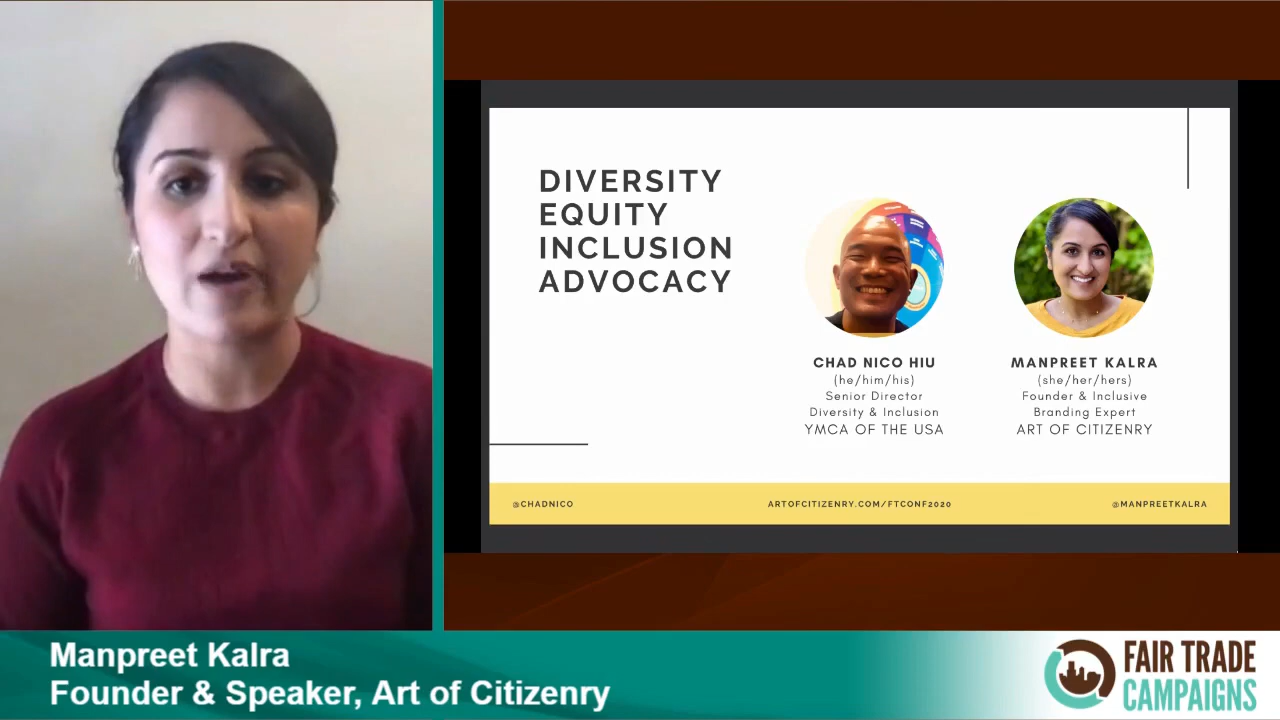 DIVERSITY
EQUITY
INCLUSION
ADVOCACY
CHAD NICO HIU
(he/him/his)
Senior Director
Diversity & Inclusion
YMCA OF THE USA
MANPREET KALRA
(she/her/hers)
Founder & Inclusive
Branding Expert
ART OF CITIZENRY
@CHADNICO
ARTOFCITIZENRY.COM/FTCONF2020
@MANPREETKALRA
Manpreet Kalra
Founder & Speaker, Art of Citizenry
FAIR TRADE
CAMPAIGNS